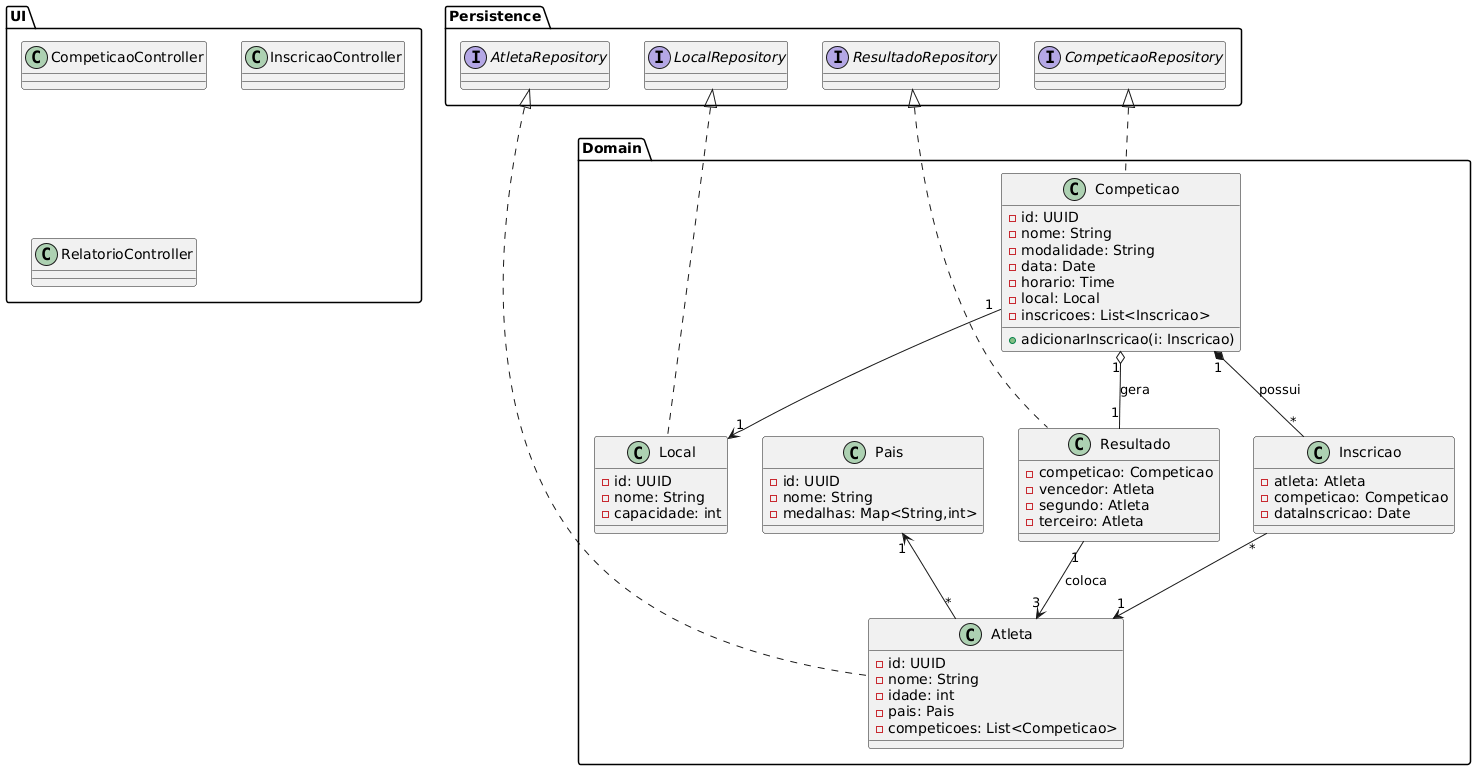 UI
CompeticaoController
InscricaoController
RelatorioController
Persistence
AtletaRepository
LocalRepository
ResultadoRepository
CompeticaoRepository
Domain
Competicao
id: UUID
nome: String
modalidade: String
data: Date
horario: Time
local: Local
inscricoes: List<Inscricao>
adicionarInscricao(i: Inscricao)
1
1
1
gera
1
1
possui
*
Local
id: UUID
nome: String
capacidade: int
Pais
id: UUID
nome: String
medalhas: Map<String,int>
Resultado
competicao: Competicao
vencedor: Atleta
segundo: Atleta
terceiro: Atleta
Inscricao
atleta: Atleta
competicao: Competicao
dataInscricao: Date
1
*
1
coloca
3
*
1
Atleta
id: UUID
nome: String
idade: int
pais: Pais
competicoes: List<Competicao>